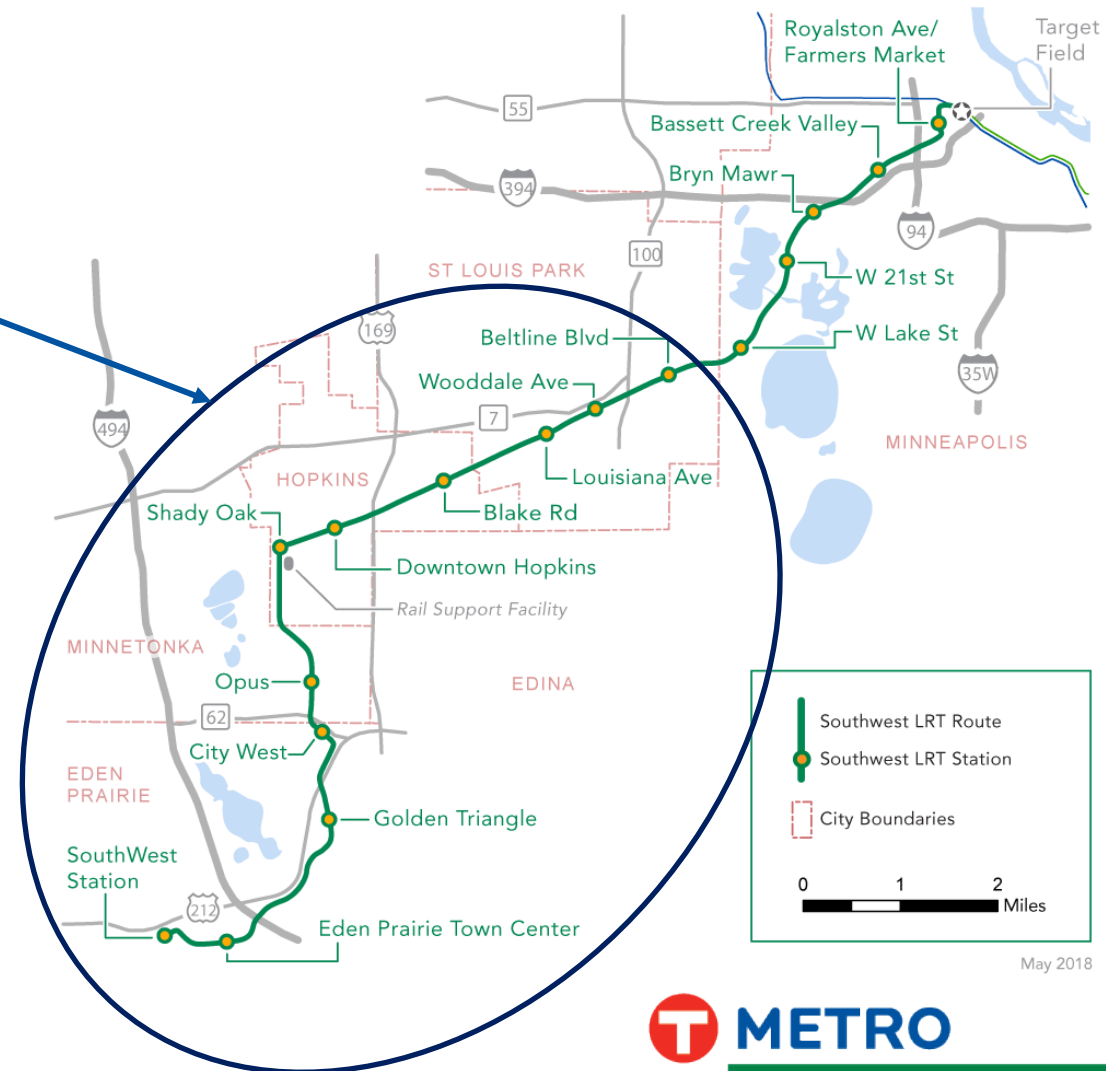 Royalston Ave/
Farmers Market
Target
Field
55
Bassett Creek Valley
Bryn Mawr
394
94
100
ST LOUIS PARK
W 21st St
169
Beltline Blvd
W Lake St
Wooddale Ave
35W
7
494
MINNEAPOLIS
HOPKINS
Louisiana Ave
Shady Oak
Blake Rd
Downtown Hopkins
Rail Support Facility
MINNETONKA
Opus
EDINA
62
City West
EDEN
PRAIRIE
Golden Triangle
SouthWest
Station
212
Eden Prairie Town Center
Southwest LRT Route
Southwest LRT Station
City Boundaries
0 1 2
Miles
May 2018
T METRO